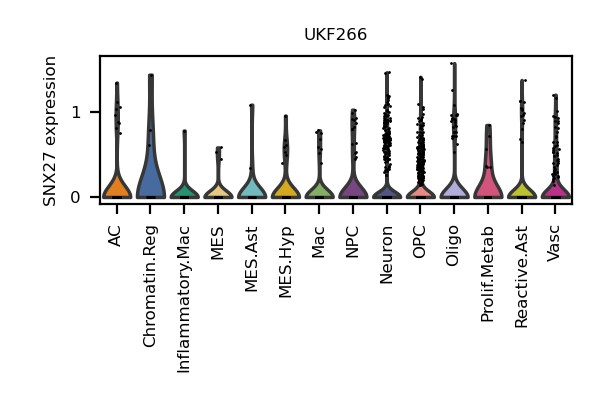 UKF266
SNX27 expression
1
0
AC
Chromatin.Reg
Inflammatory.Mac
MES
MES.Ast
MES.Hyp
Mac
NPC
Neuron
OPC
Oligo
Prolif.Metab
Reactive.Ast
Vasc